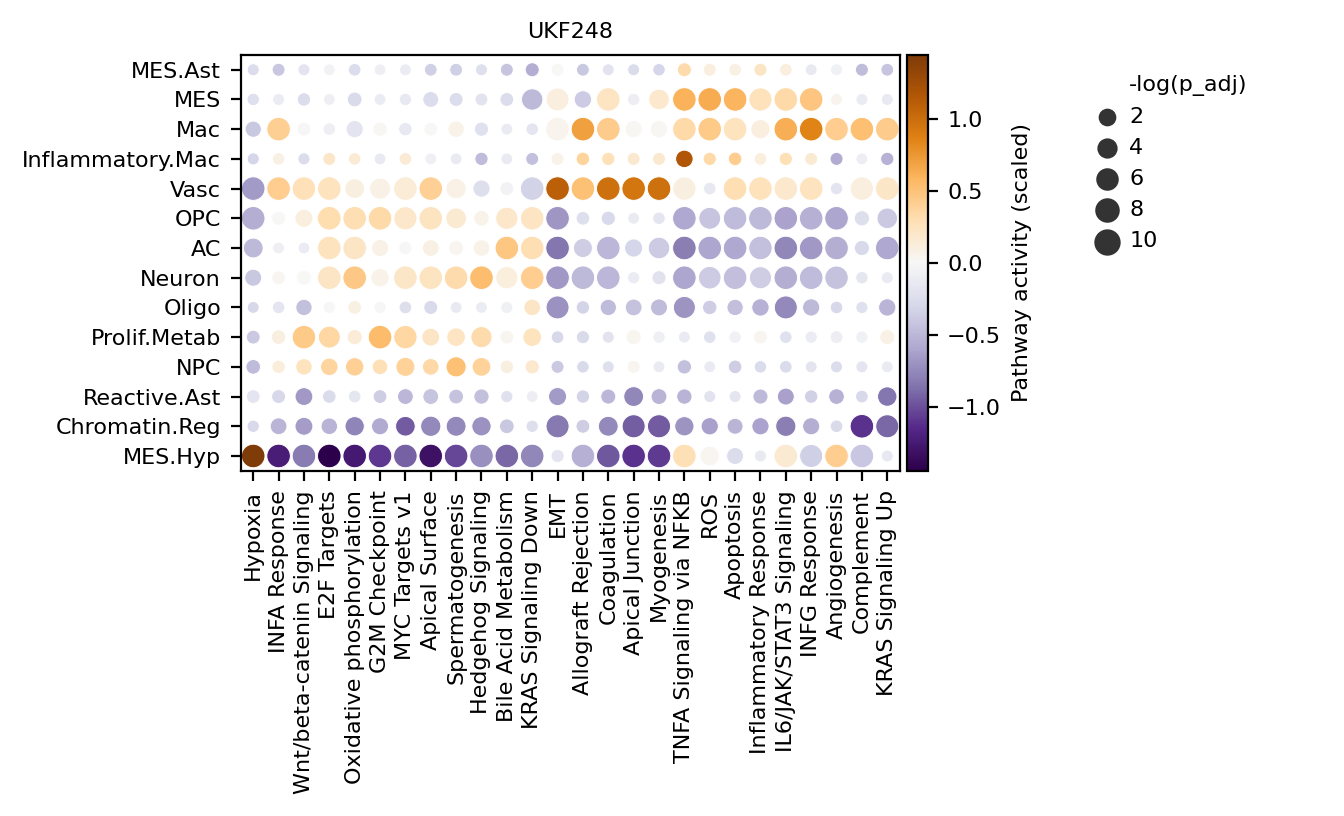 UKF248
MES.Ast
MES
Mac
Inflammatory.Mac
Vasc
OPC
AC
Neuron
Oligo
Prolif.Metab
NPC
Reactive.Ast
Chromatin.Reg
MES.Hyp
Hypoxia
INFA Response
Wnt/beta-catenin Signaling
E2F Targets
Oxidative phosphorylation
G2M Checkpoint
MYC Targets v1
Apical Surface
Spermatogenesis
Hedgehog Signaling
Bile Acid Metabolism
KRAS Signaling Down
EMT
Allograft Rejection
Coagulation
Apical Junction
Myogenesis
TNFA Signaling via NFKB
ROS
Apoptosis
Inflammatory Response
IL6/JAK/STAT3 Signaling
INFG Response
Angiogenesis
Complement
KRAS Signaling Up
1.0
0.5
0.0
−0.5
−1.0
Pathway activity (scaled)
-log(p_adj)
2
4
6
8
10